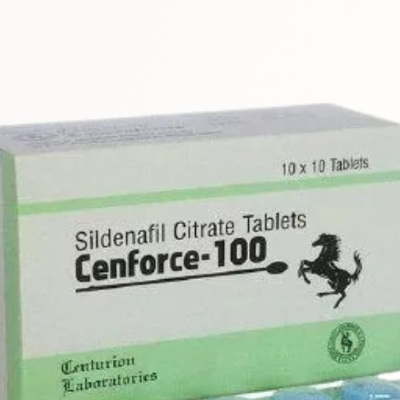 10 x 10 Tablets
Sildenafil Citrate Tablets
Cenforce-100
Centurion
Laboratories